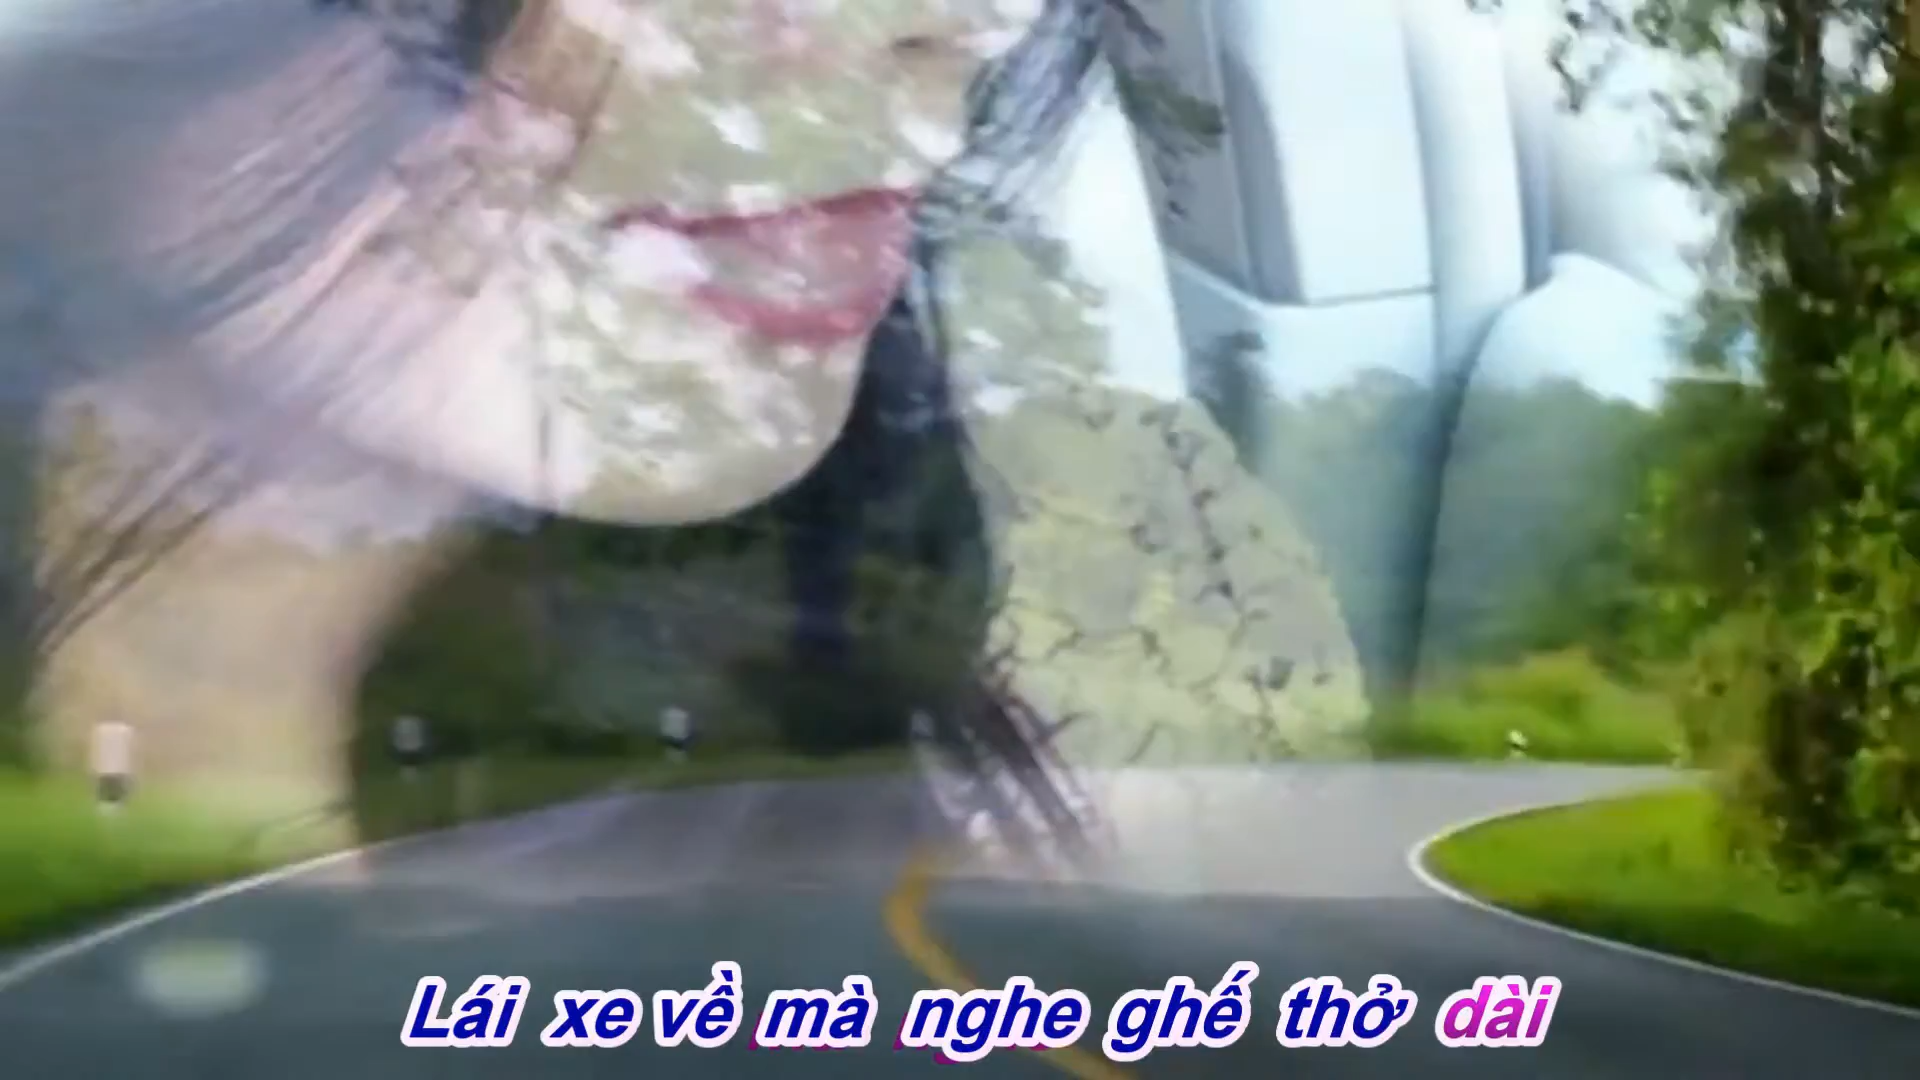 Lái xe về mà nghe ghế thở dài